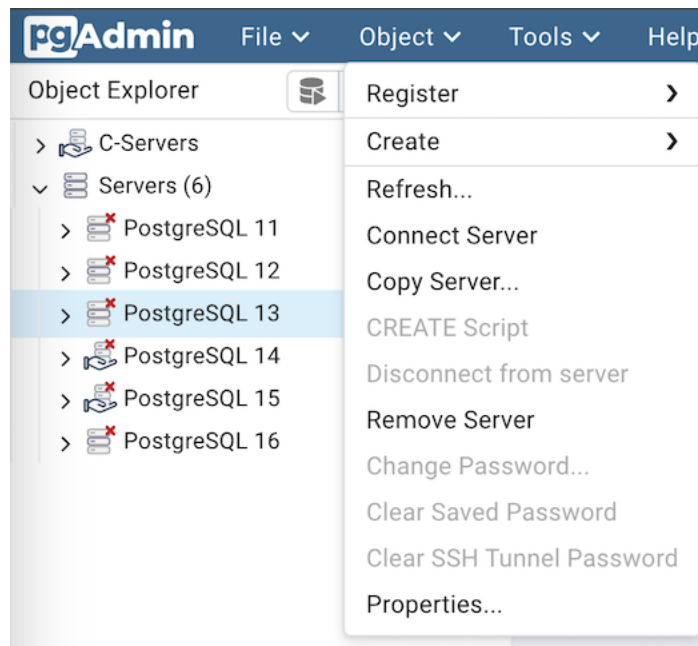 pgAdmin File Object Tools Help
Object Explorer
C-Servers
Servers (6)
PostgreSQL 11
PostgreSQL 12
PostgreSQL 13
PostgreSQL 14
PostgreSQL 15
PostgreSQL 16
Register
Create
Refresh...
Connect Server
Copy Server...
CREATE Script
Disconnect from server
Remove Server
Change Password...
Clear Saved Password
Clear SSH Tunnel Password
Properties...